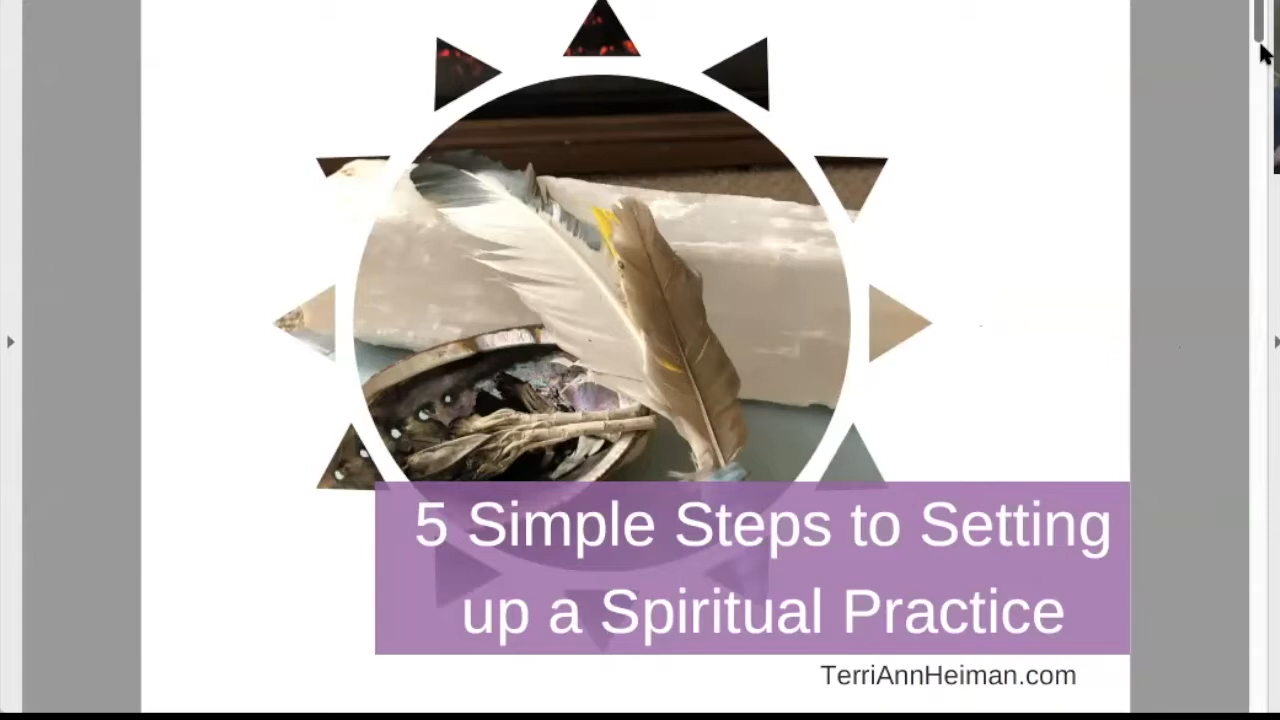 5 Simple Steps to Setting
up a Spiritual Practice
TerriAnnHeiman.com